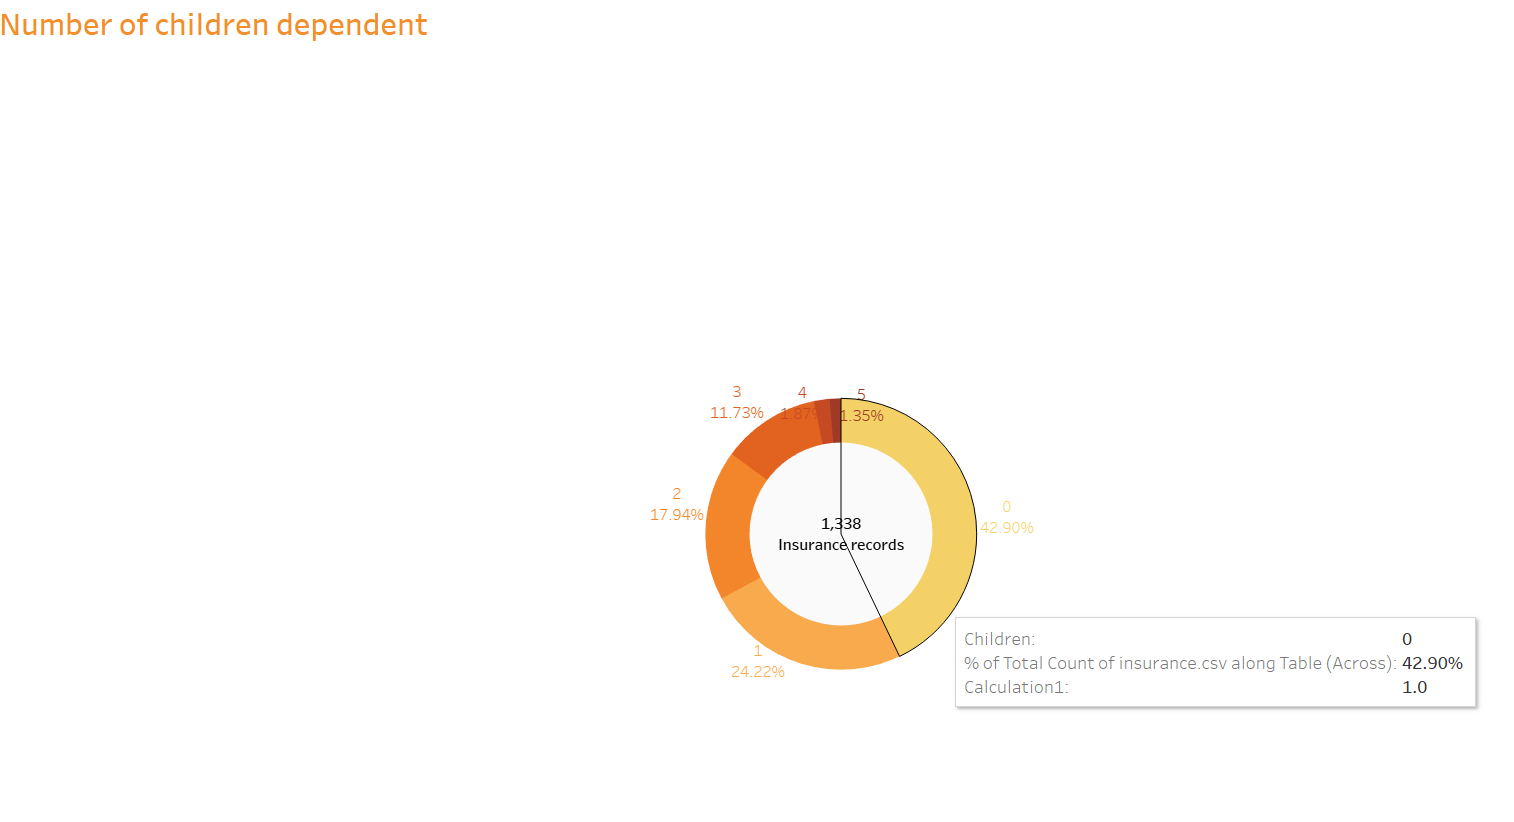 Number of children dependent
3
11.73%
4
1.87%
5
1.35%
2
17.94%
0
42.90%
1,338
Insurance records
1
24.22%
Children: 0
% of Total Count of insurance.csv along Table (Across): 42.90%
Calculation1: 1.0